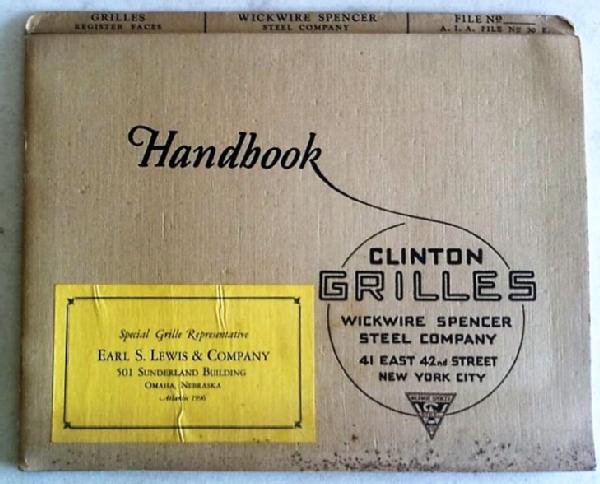 GRILLES
REGISTER FACES
WICKWIRE SPENCER
STEEL COMPANY
FILE Nº
A. I. A. FILE Nº 30 E.
Handbook
CLINTON
GRILLES
WICKWIRE SPENCER
STEEL COMPANY
41 EAST 42nd STREET
NEW YORK CITY
Special Grille Representative
EARL S. LEWIS & COMPANY
501 SUNDERLAND BUILDING
OMAHA, NEBRASKA
Atlantic